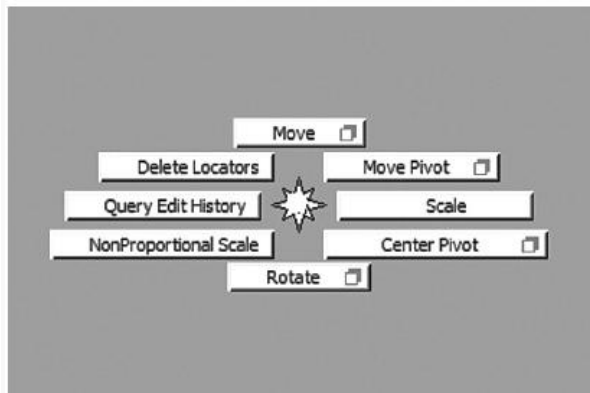 Move
Delete Locators
Move Pivot
Query Edit History
Scale
NonProportional Scale
Center Pivot
Rotate